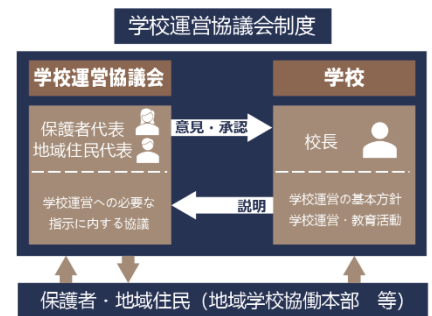 学校運営協議会制度
学校運営協議会
学校
保護者代表
地域住民代表
意見・承認
校長
学校運営への必要な
指示に内する協議
説明
学校運営の基本方針
学校運営・教育活動
保護者・地域住民（地域学校協働本部　等）